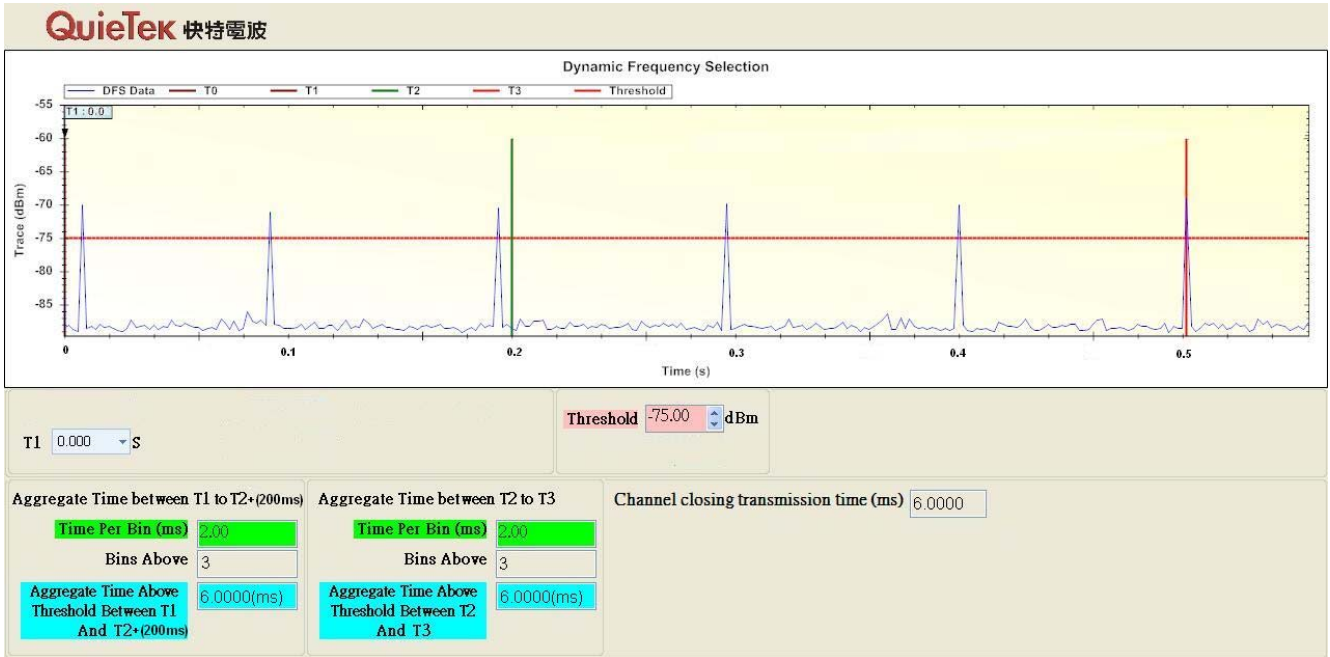 QuieTek 快特電波
Dynamic Frequency Selection
DFS Data T0 T1 T2 T3 Threshold
T1 : 0.0
-55
-60
-65
-70
-75
-80
-85
Trace (dBm)
0 0.1 0.2 0.3 0.4 0.5
Time (s)
T1 0.000 S
Threshold -75.00 dBm
Aggregate Time between T1 to T2+(200ms)
Time Per Bin (ms) 2.00
Bins Above 3
Aggregate Time Above
Threshold Between T1
And T2+(200ms)
6.0000(ms)
Aggregate Time between T2 to T3
Time Per Bin (ms) 2.00
Bins Above 3
Aggregate Time Above
Threshold Between T2
And T3
6.0000(ms)
Channel closing transmission time (ms) 6.0000